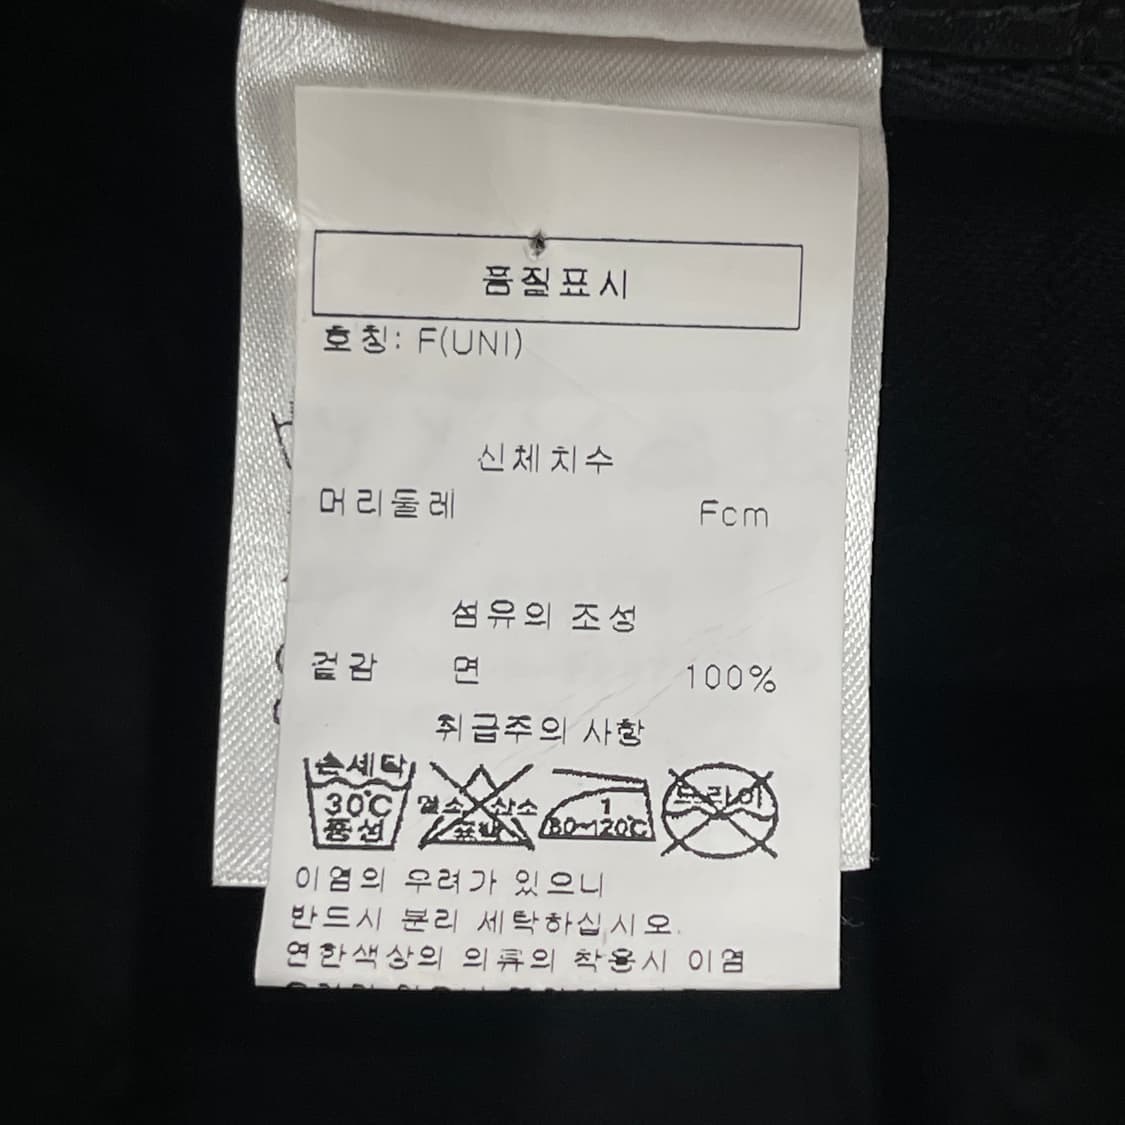 품질표시
호칭: F(UNI)
신체치수
머리둘레 Fcm
섬유의 조성
겉감 면 100%
취급주의 사항
손세탁 30℃ 중성
염소 산소 표백
1 80~120℃
드라이
이염의 우려가 있으니
반드시 분리 세탁하십시오.
연한색상의 의류의 착용시 이염